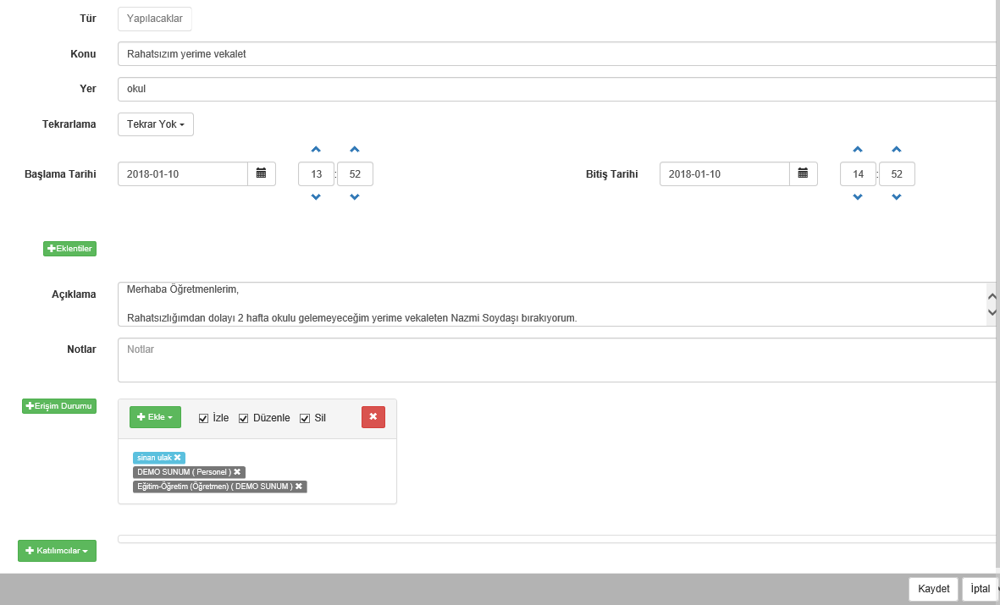 Tür Yapılacaklar
Konu Rahatsızım yerime vekalet
Yer okul
Tekrarlama Tekrar Yok
Başlama Tarihi 2018-01-10 13 : 52 Bitiş Tarihi 2018-01-10 14 : 52
Eklentiler
Açıklama Merhaba Öğretmenlerim,
Rahatsızlığımdan dolayı 2 hafta okulu gelemeyeceğim yerime vekaleten Nazmi Soydaşı bırakıyorum.
Notlar Notlar
Erişim Durumu
Ekle İzle Düzenle Sil
sinan ulak
DEMO SUNUM ( Personel )
Eğitim-Öğretim (Öğretmen) ( DEMO SUNUM )
Katılımcılar
Kaydet İptal